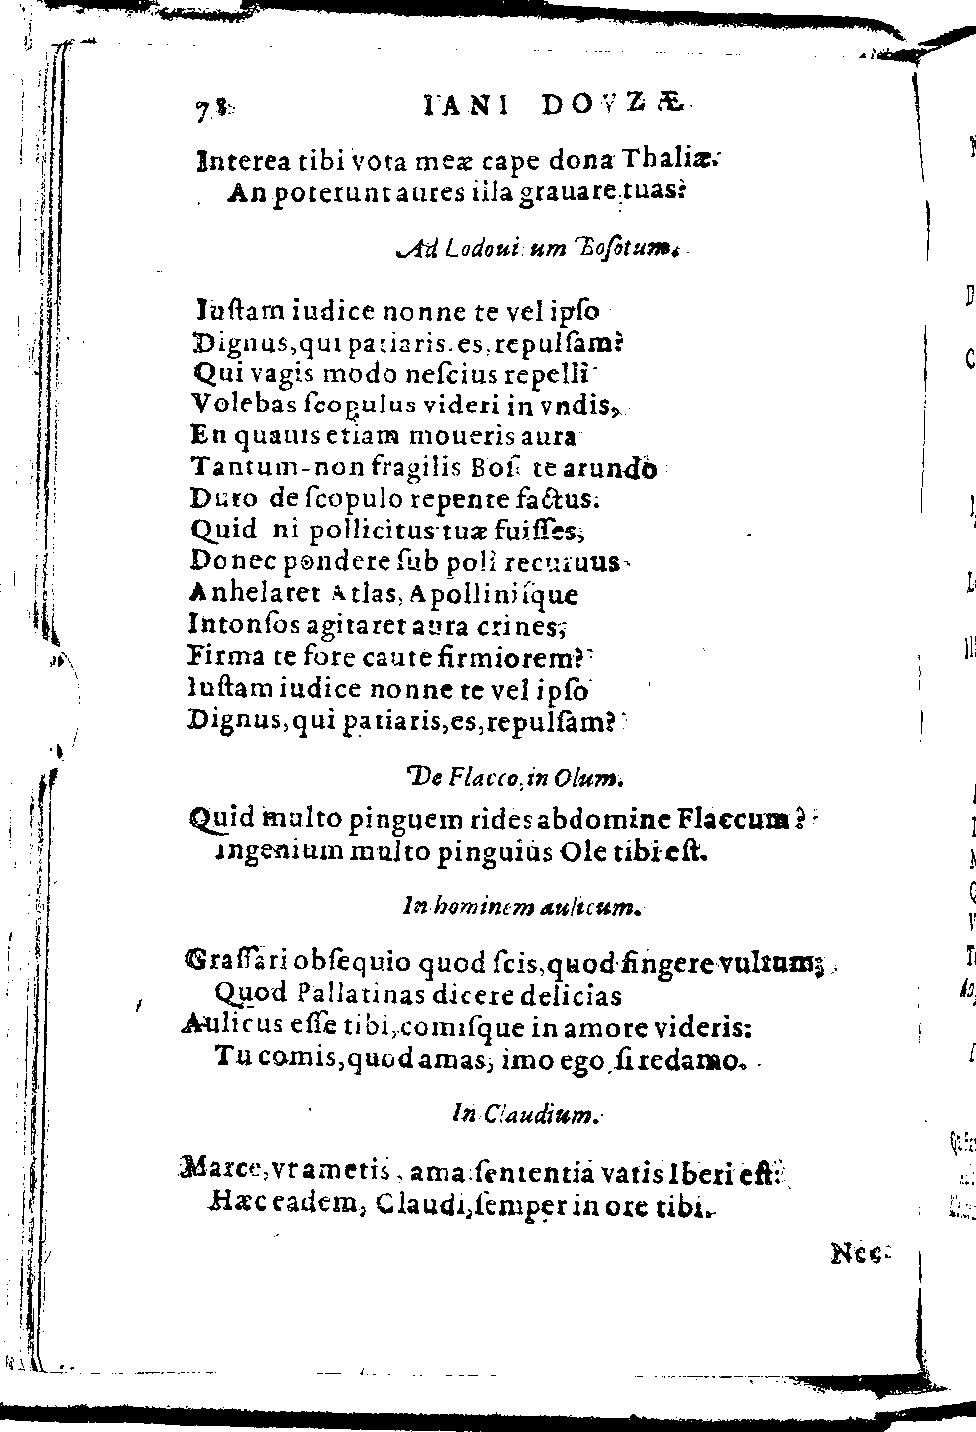 78 IANI DOVZÆ
Interea tibi vota meæ cape dona Thaliæ.
An poterunt aures illa grauare tuas?
Ad Lodoui um Bosotum.
Iustam iudice nonne te vel ipso
Dignus, qui patiaris. es, repulsam?
Qui vagis modo nescius repelli
Volebas scopulus videri in vndis,
En quauis etiam moueris aura
Tantum-non fragilis Bos. te arundo
Duro de scopulo repente factus.
Quid ni pollicitus tuæ fuisses,
Donec pondere sub poli recuruus
Anhelaret Atlas, Apollinisque
Intonsos agitaret aura crines;
Firma te fore caute firmiorem?
Iustam iudice nonne te vel ipso
Dignus, qui patiaris, es, repulsam?
De Flacco, in Olum.
Quid multo pinguem rides abdomine Flaccum?
Ingenium multo pinguius Ole tibi est.
In hominem aulicum.
Grassari obsequio quod scis, quod fingere vultum;
Quod Pallatinas dicere delicias
Aulicus esse tibi, comisque in amore videris:
Tu comis, quod amas; imo ego si redamo.
In Claudium.
Marce, vt ametis, ama sententia vatis Iberi est:
Hæc eadem, Claudi, semper in ore tibi.
Nec